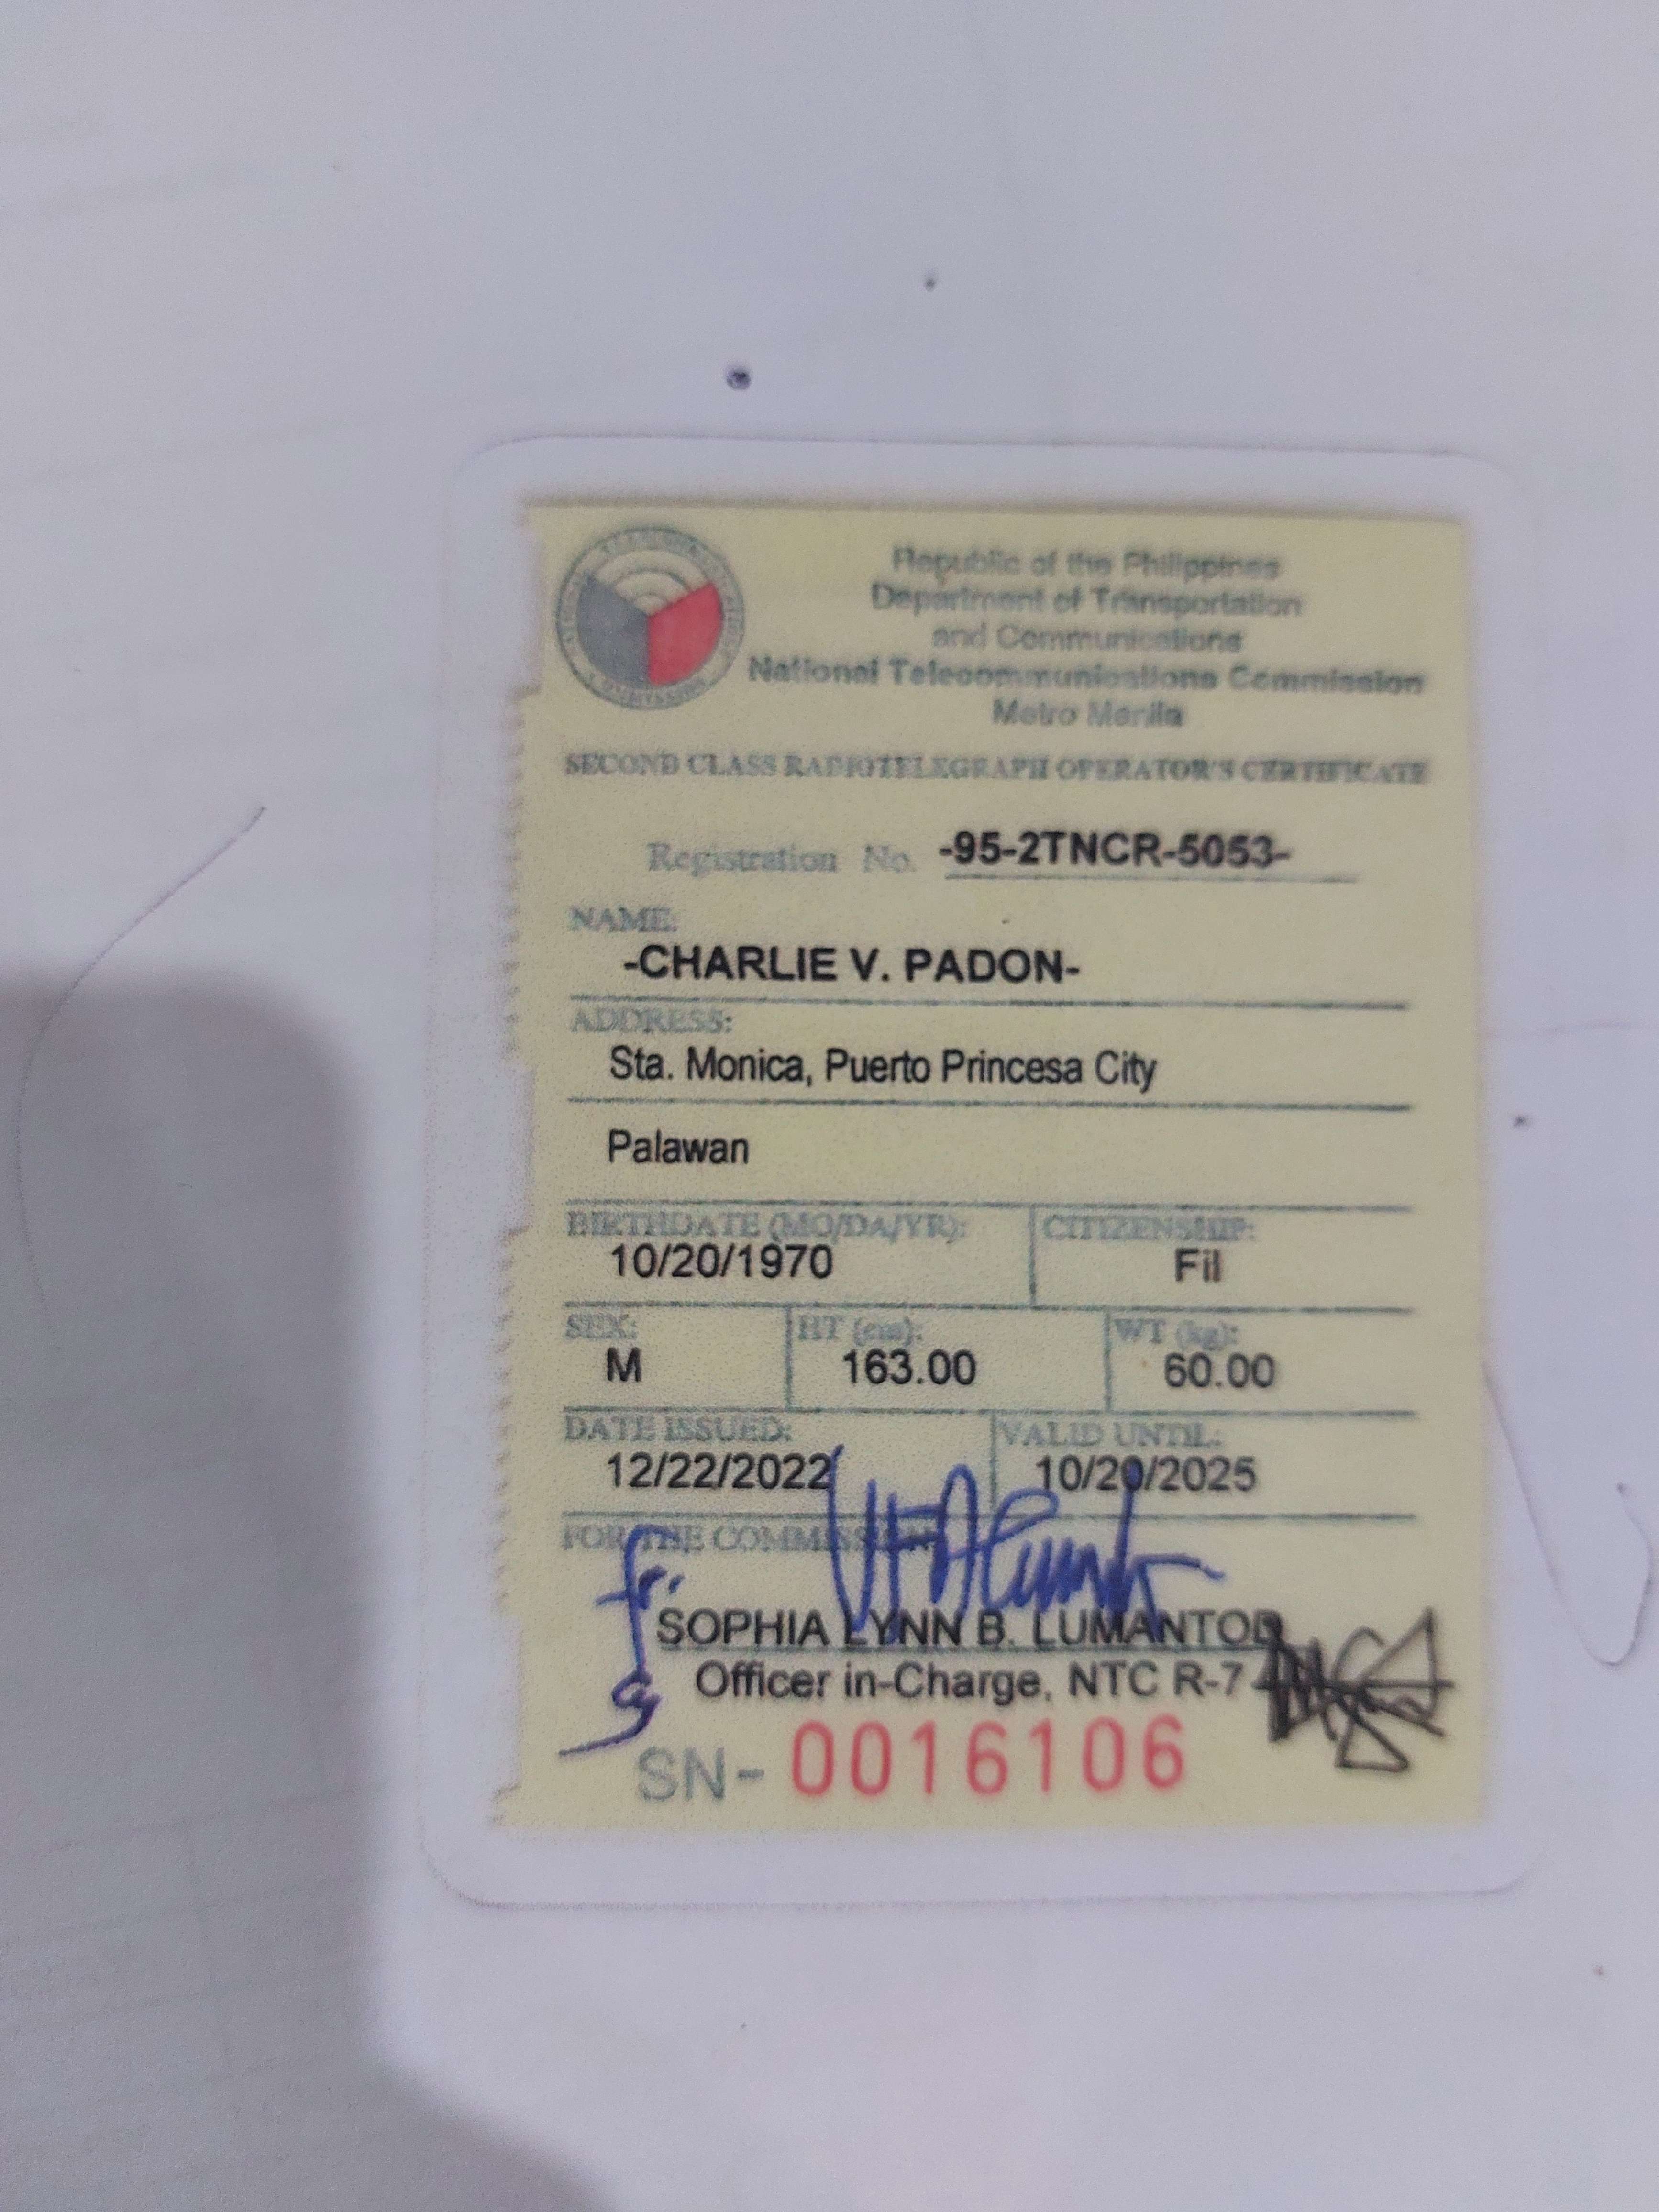 Republic of the Philippines
Department of Transportation
and Communications
National Telecommunications Commission
Metro Manila
SECOND CLASS RADIOTELEGRAPH OPERATOR'S CERTIFICATE
Registration No. -95-2TNCR-5053-
NAME:
-CHARLIE V. PADON-
ADDRESS:
Sta. Monica, Puerto Princesa City
Palawan
BIRTHDATE (MO/DA/YR): CITIZENSHIP:
10/20/1970 Fil
SEX: HT (cm): WT (kg):
M 163.00 60.00
DATE ISSUED: VALID UNTIL:
12/22/2022 10/20/2025
FOR THE COMMISSION
fr.
SOPHIA LYNN B. LUMANTOD
Officer in-Charge, NTC R-7
SN- 0016106